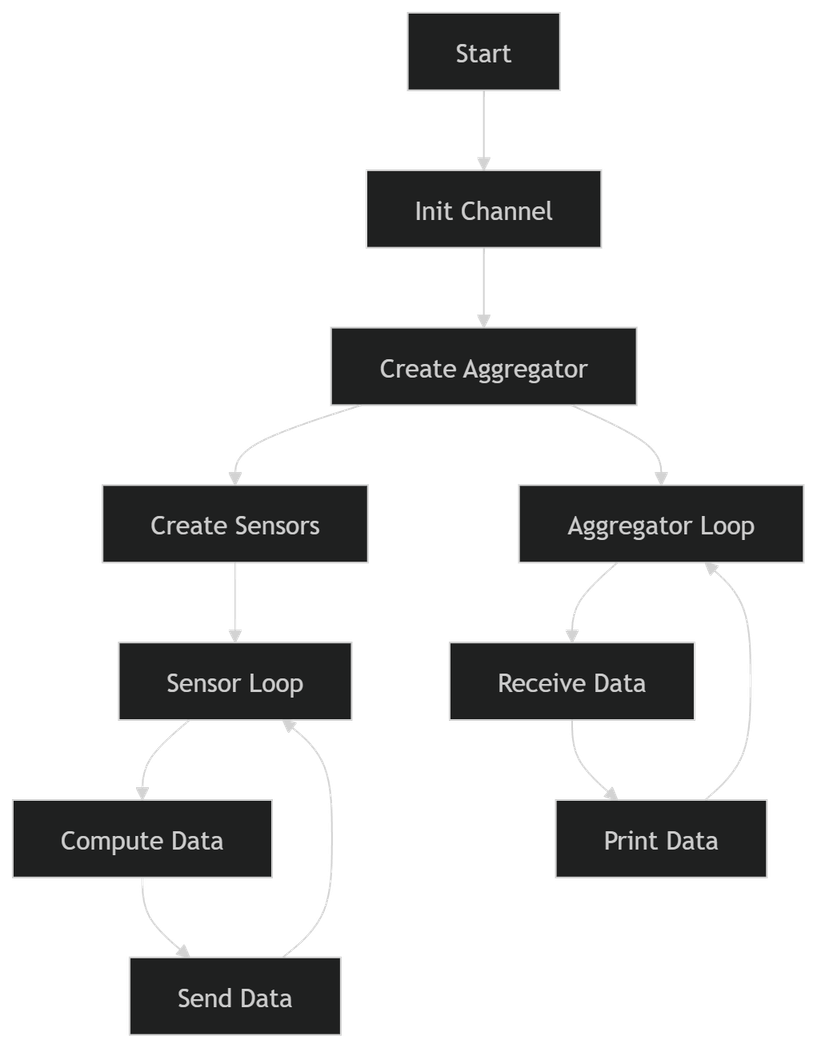 Start
Init Channel
Create Aggregator
Create Sensors
Aggregator Loop
Sensor Loop
Receive Data
Compute Data
Print Data
Send Data